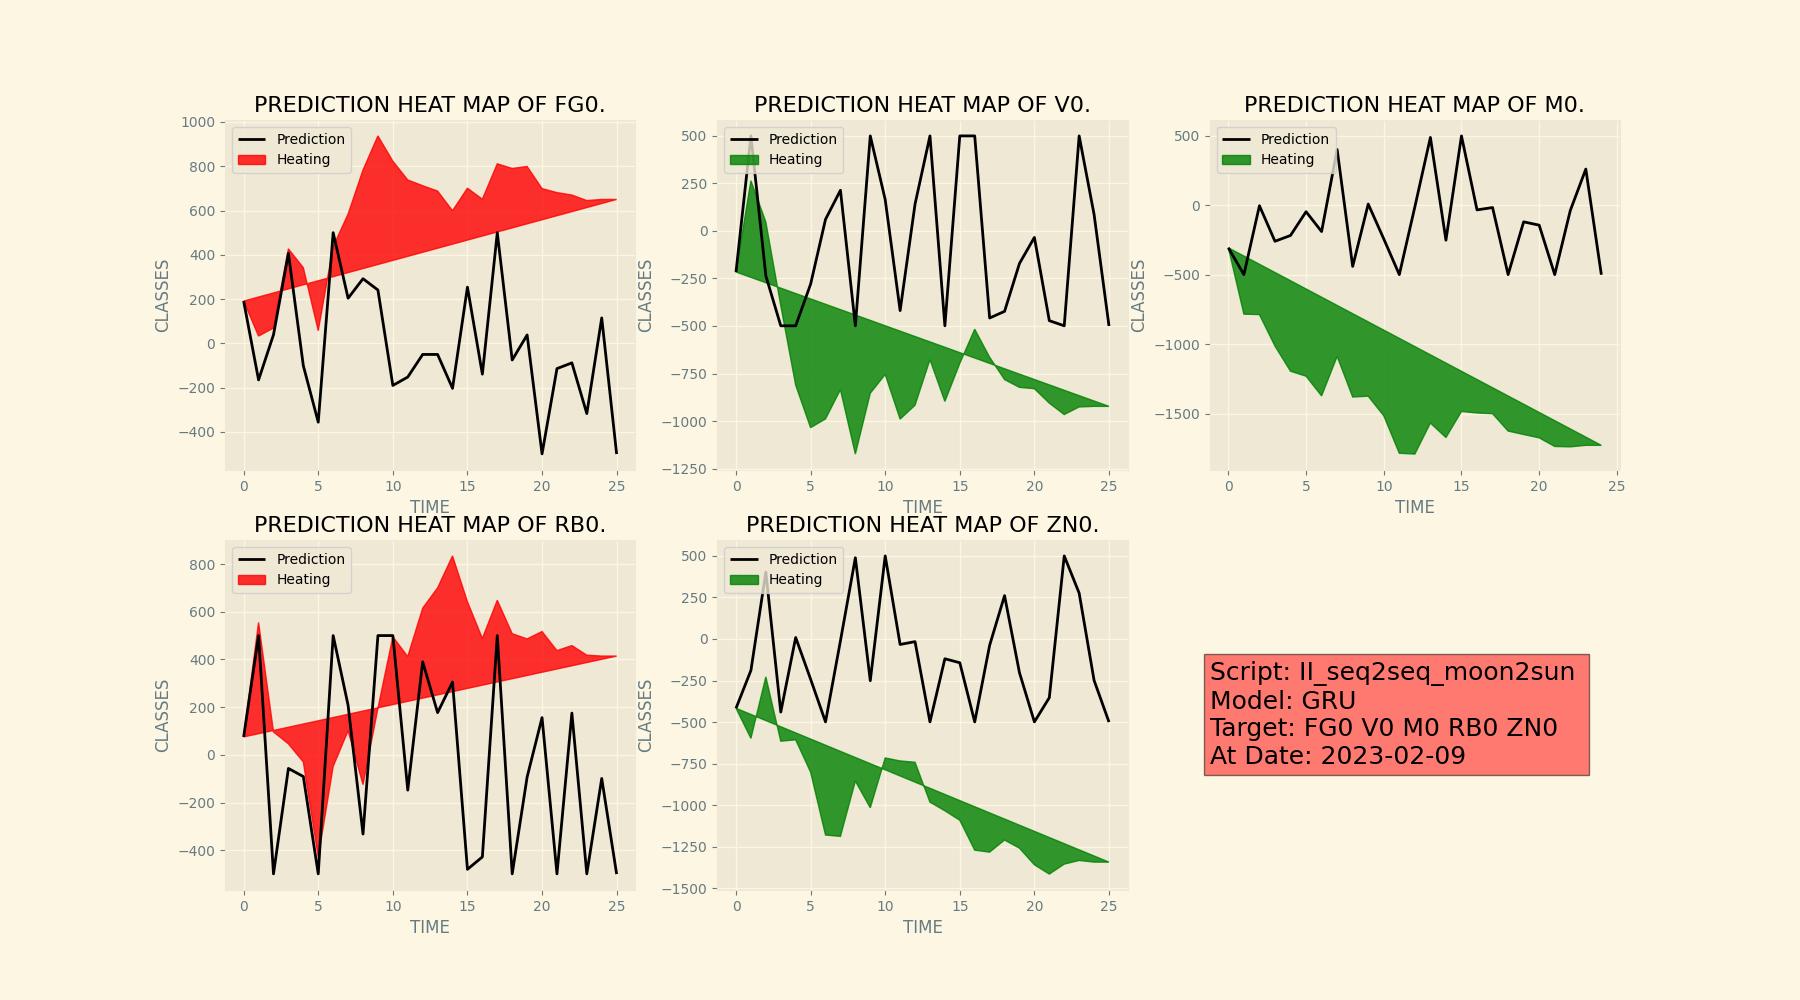 PREDICTION HEAT MAP OF FG0.
1000
800
600
400
200
0
−200
−400
CLASSES
Prediction
Heating
0 5 10 15 20 25
TIME
PREDICTION HEAT MAP OF V0.
500
250
0
−250
−500
−750
−1000
−1250
CLASSES
Prediction
Heating
0 5 10 15 20 25
TIME
PREDICTION HEAT MAP OF M0.
500
0
−500
−1000
−1500
CLASSES
Prediction
Heating
0 5 10 15 20 25
TIME
PREDICTION HEAT MAP OF RB0.
800
600
400
200
0
−200
−400
CLASSES
Prediction
Heating
0 5 10 15 20 25
TIME
PREDICTION HEAT MAP OF ZN0.
500
250
0
−250
−500
−750
−1000
−1250
−1500
CLASSES
Prediction
Heating
0 5 10 15 20 25
TIME
Script: II_seq2seq_moon2sun
Model: GRU
Target: FG0 V0 M0 RB0 ZN0
At Date: 2023-02-09